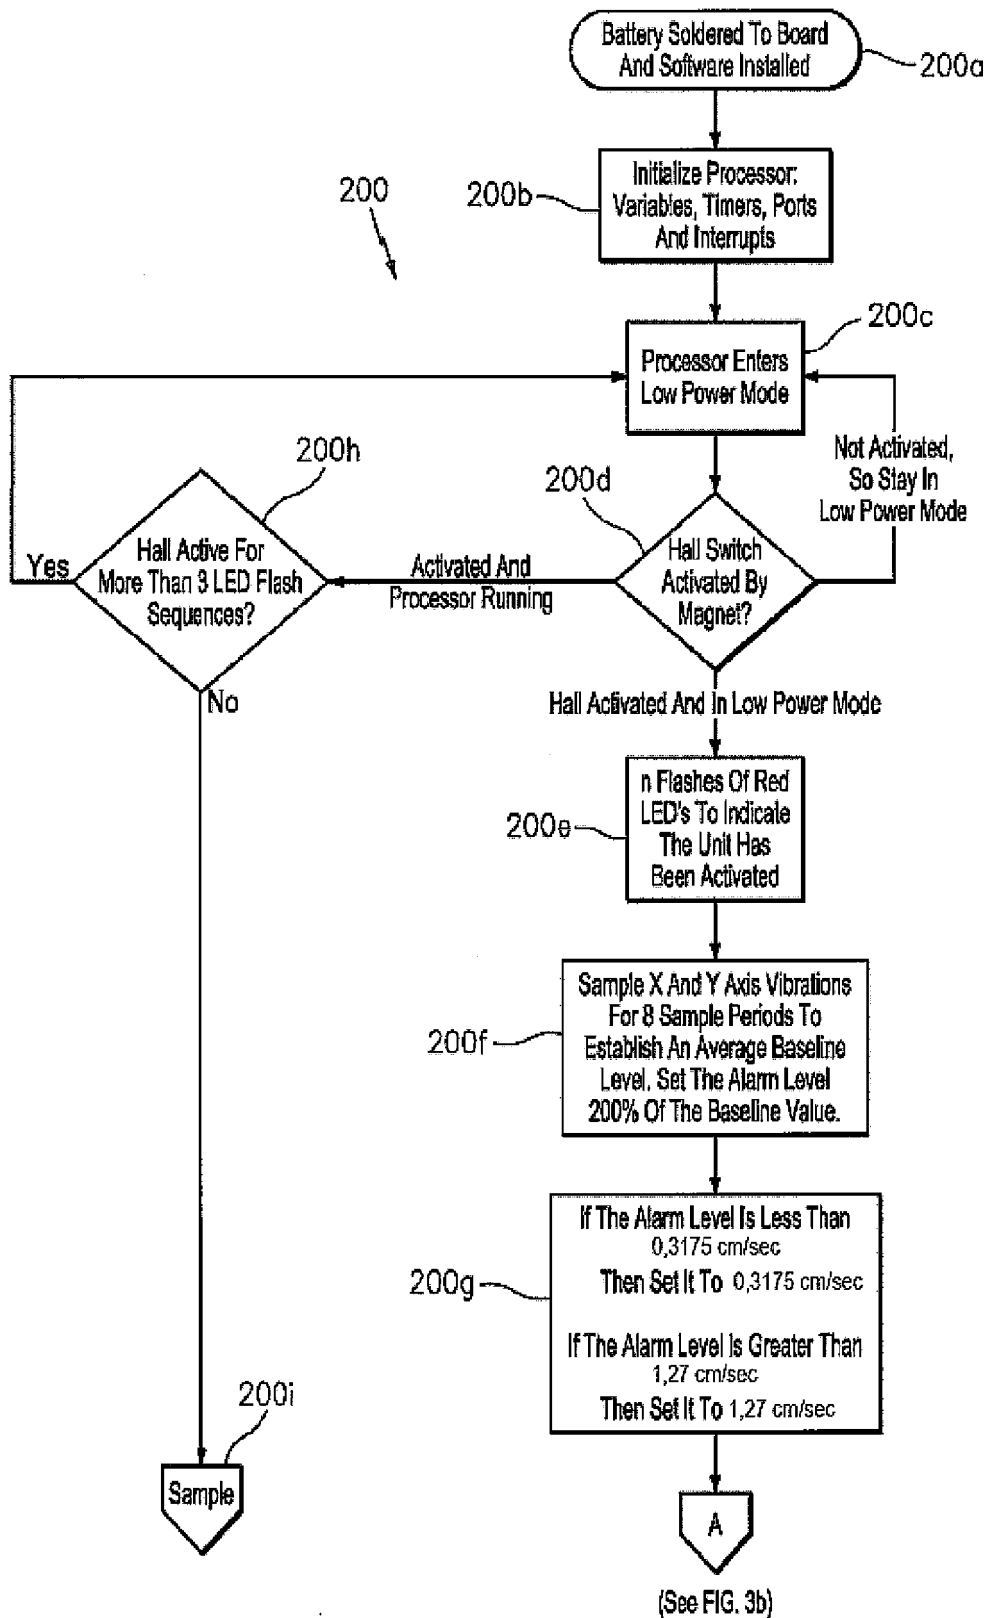 Battery Soldered To Board
And Software Installed
200a
200
200b
Initialize Processor:
Variables, Timers, Ports
And Interrupts
200c
Processor Enters
Low Power Mode
200h
200d
Not Activated,
So Stay In
Low Power Mode
Yes
Hall Active For
More Than 3 LED Flash
Sequences?
Activated And
Processor Running
Hall Switch
Activated By
Magnet?
No
Hall Activated And In Low Power Mode
200e
n Flashes Of Red
LED's To Indicate
The Unit Has
Been Activated
200f
Sample X And Y Axis Vibrations
For 8 Sample Periods To
Establish An Average Baseline
Level. Set The Alarm Level
200% Of The Baseline Value.
200g
If The Alarm Level Is Less Than
0,3175 cm/sec
Then Set It To 0,3175 cm/sec
If The Alarm Level Is Greater Than
1,27 cm/sec
Then Set It To 1,27 cm/sec
200i
Sample
A
(See FIG. 3b)